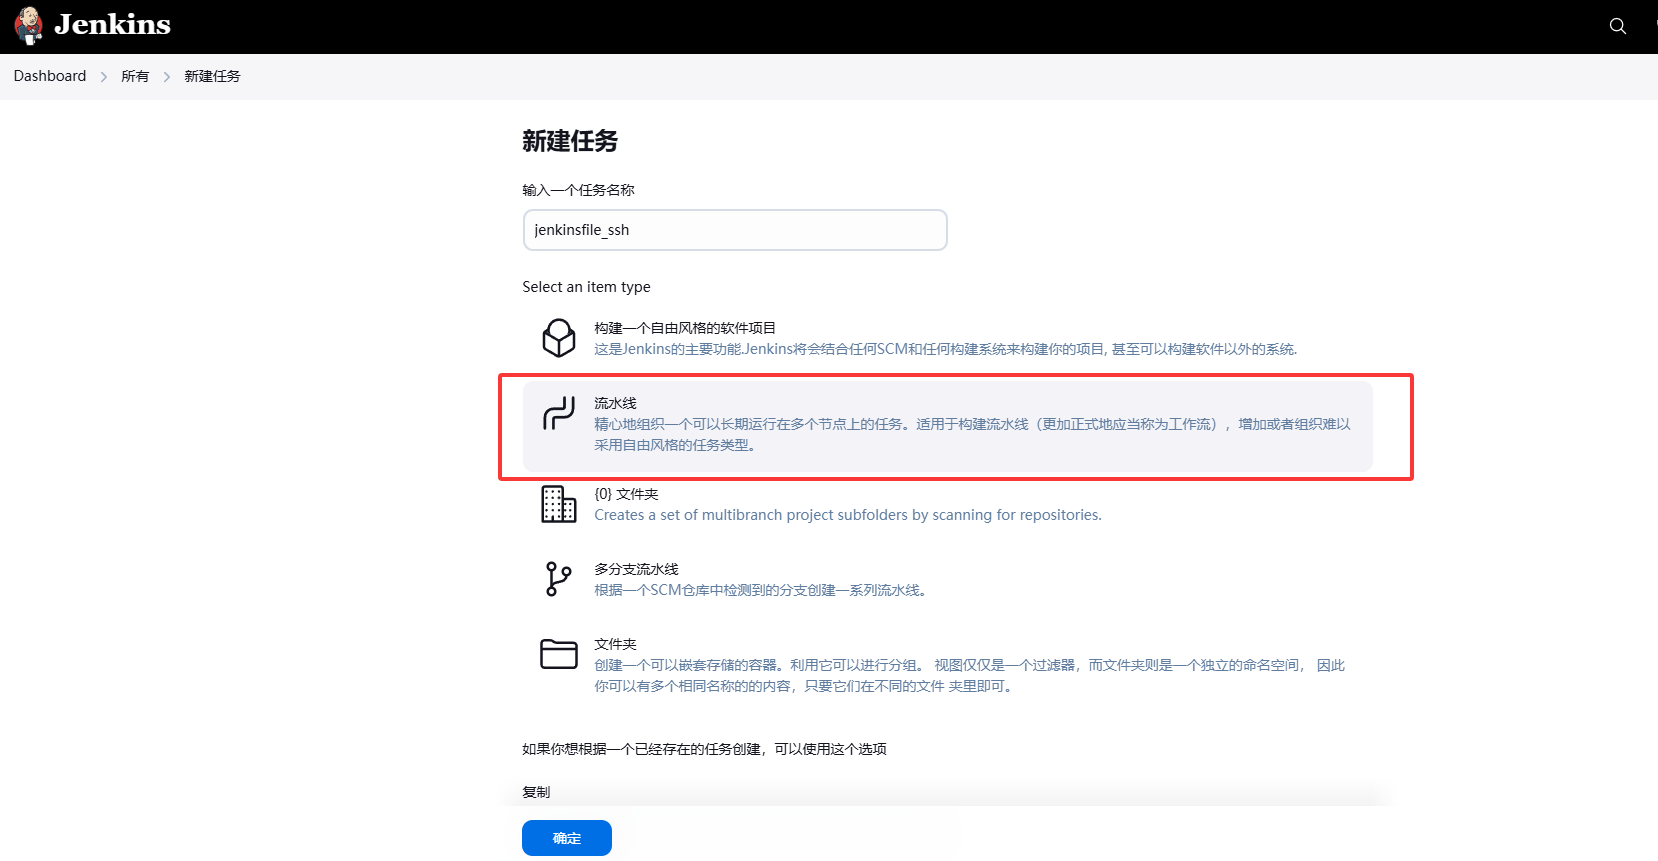 Jenkins
Dashboard > 所有 > 新建任务
新建任务
输入一个任务名称
jenkinsfile_ssh
Select an item type
构建一个自由风格的软件项目
这是Jenkins的主要功能.Jenkins将会结合任何SCM和任何构建系统来构建你的项目, 甚至可以构建软件以外的系统.
流水线
精心地组织一个可以长期运行在多个节点上的任务。适用于构建流水线（更加正式地应当称为工作流），增加或者组织难以
采用自由风格的任务类型。
{0} 文件夹
Creates a set of multibranch project subfolders by scanning for repositories.
多分支流水线
根据一个SCM仓库中检测到的分支创建一系列流水线。
文件夹
创建一个可以嵌套存储的容器。利用它可以进行分组。 视图仅仅是一个过滤器，而文件夹则是一个独立的命名空间， 因此
你可以有多个相同名称的的内容，只要它们在不同的文件 夹里即可。
如果你想根据一个已经存在的任务创建，可以使用这个选项
复制
确定